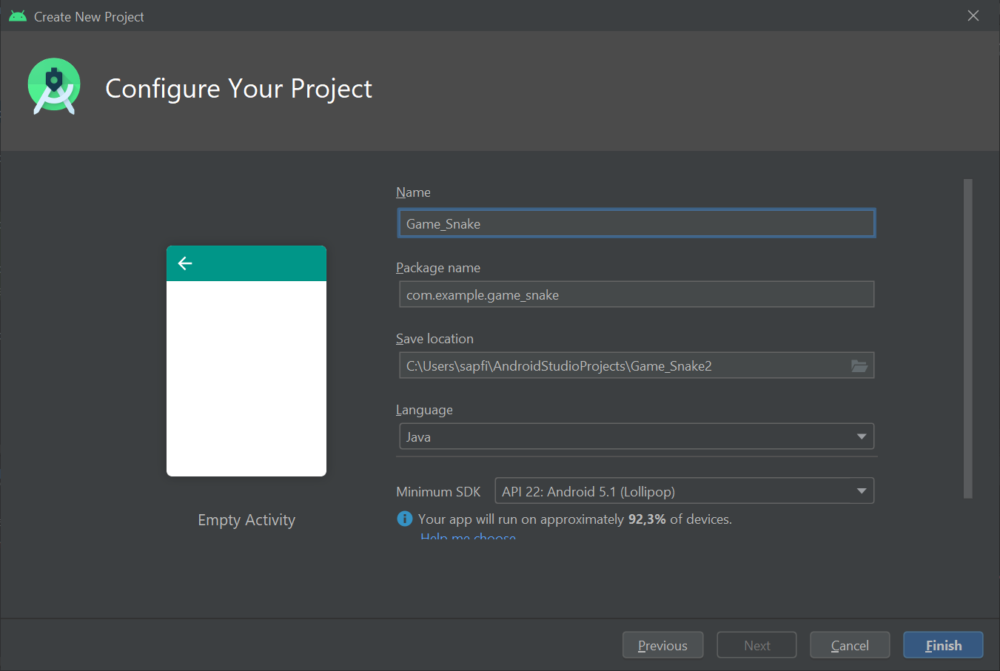 Create New Project
Configure Your Project
Name
Game_Snake
Package name
com.example.game_snake
Save location
C:\Users\sapfi\AndroidStudioProjects\Game_Snake2
Language
Java
Minimum SDK API 22: Android 5.1 (Lollipop)
Your app will run on approximately 92,3% of devices.
Help me choose
Empty Activity
Previous Next Cancel Finish